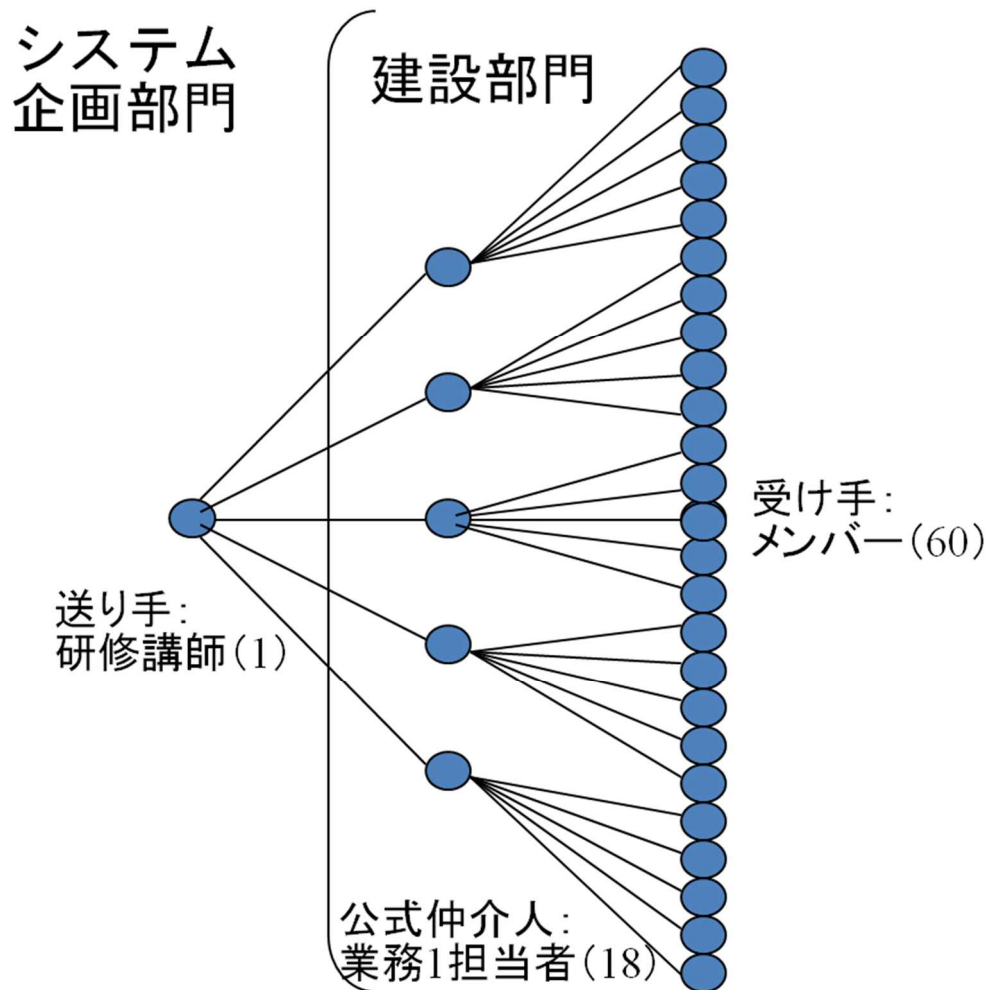 システム
企画部門
建設部門
受け手：
メンバー（60）
送り手：
研修講師（1）
公式仲介人：
業務1担当者（18）